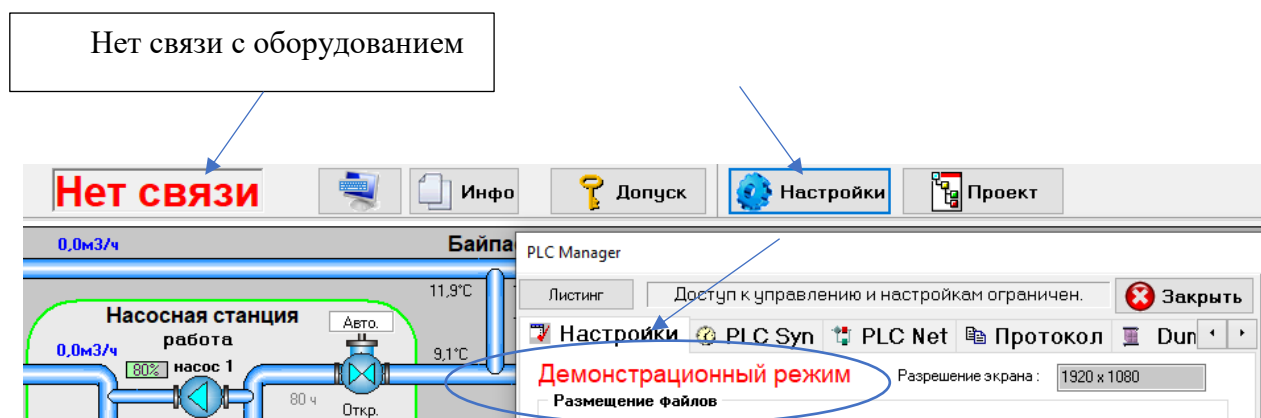 Нет связи с оборудованием
Нет связи
Инфо
Допуск
Настройки
Проект
0,0м3/ч
Байпа
PLC Manager
11,9°C
Листинг
Доступ к управлению и настройкам ограничен.
Закрыть
Насосная станция
Авто.
Настройки
PLC Syn
PLC Net
Протокол
Dun
работа
0,0м3/ч
9,1°C
80%
насос 1
Демонстрационный режим
Разрешение экрана :
1920 x 1080
80 ч
Откр.
Размещение файлов